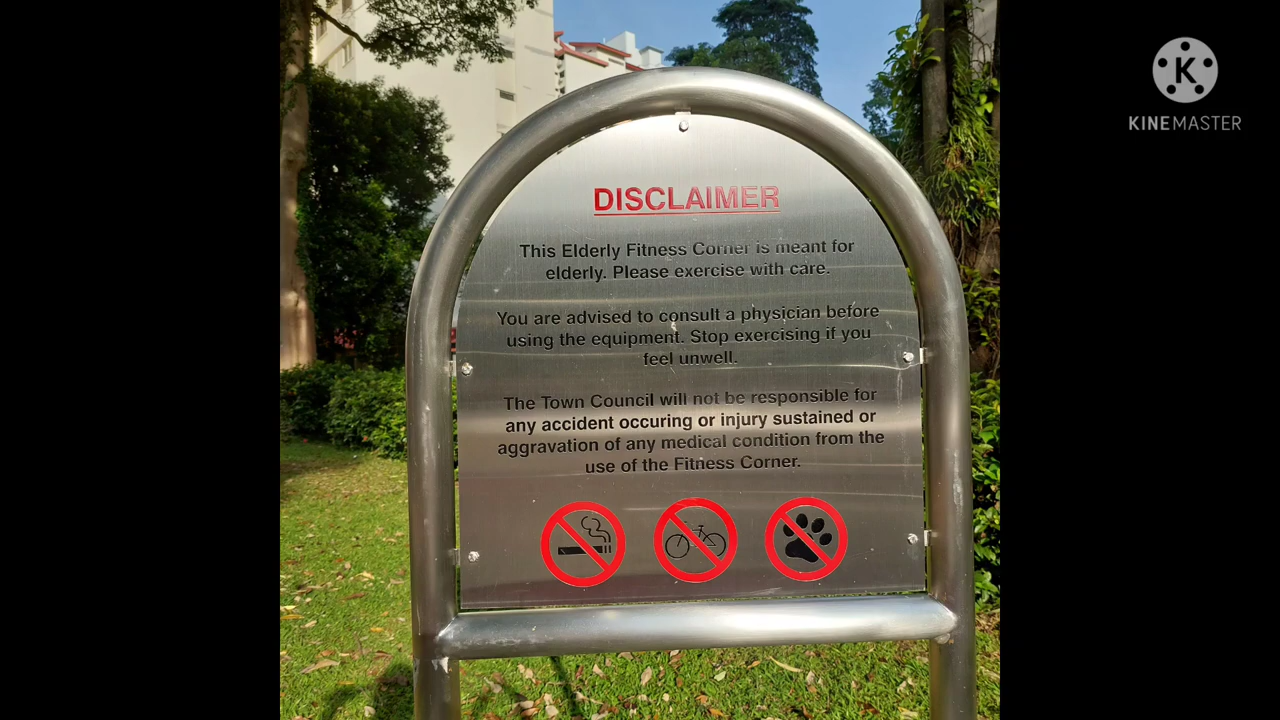 KINEMASTER
DISCLAIMER
This Elderly Fitness Corner is meant for
elderly. Please exercise with care.
You are advised to consult a physician before
using the equipment. Stop exercising if you
feel unwell.
The Town Council will not be responsible for
any accident occuring or injury sustained or
aggravation of any medical condition from the
use of the Fitness Corner.